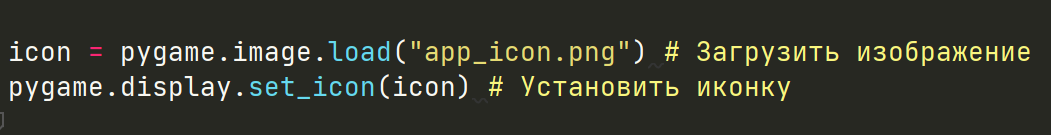 icon = pygame.image.load("app_icon.png") # Загрузить изображение
pygame.display.set_icon(icon) # Установить иконку